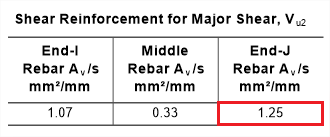 Shear Reinforcement for Major Shear, Vu2
End-I Middle End-J
Rebar Av/s Rebar Av/s Rebar Av/s
mm²/mm mm²/mm mm²/mm
1.07 0.33 1.25